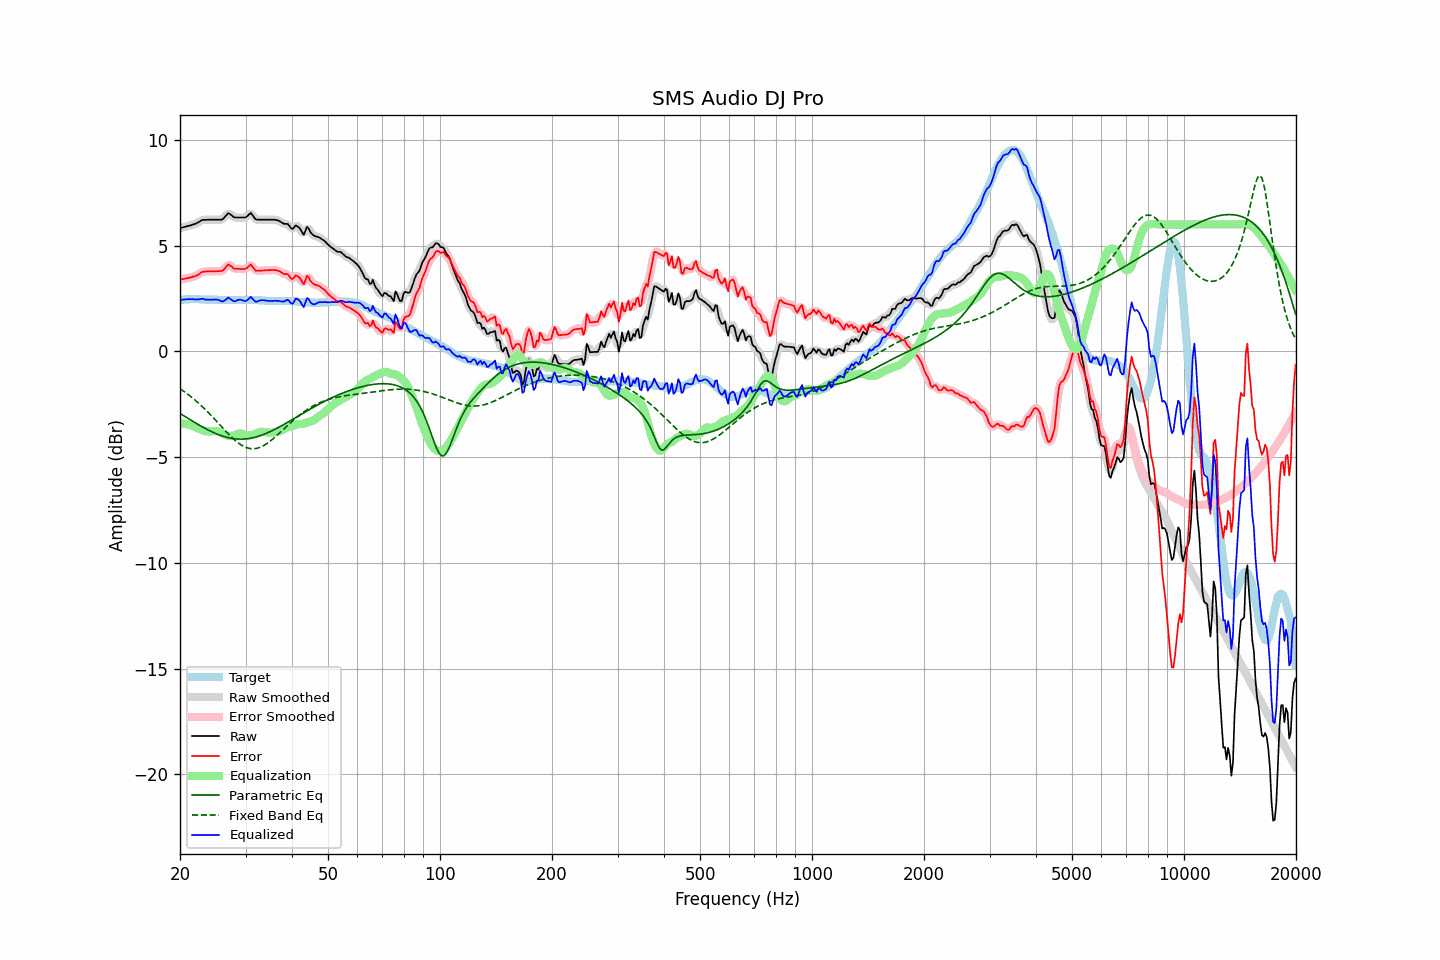 SMS Audio DJ Pro
10
5
0
−5
−10
−15
−20
Amplitude (dBr)
Target
Raw Smoothed
Error Smoothed
Raw
Error
Equalization
Parametric Eq
Fixed Band Eq
Equalized
20 50 100 200 500 1000 2000 5000 10000 20000
Frequency (Hz)